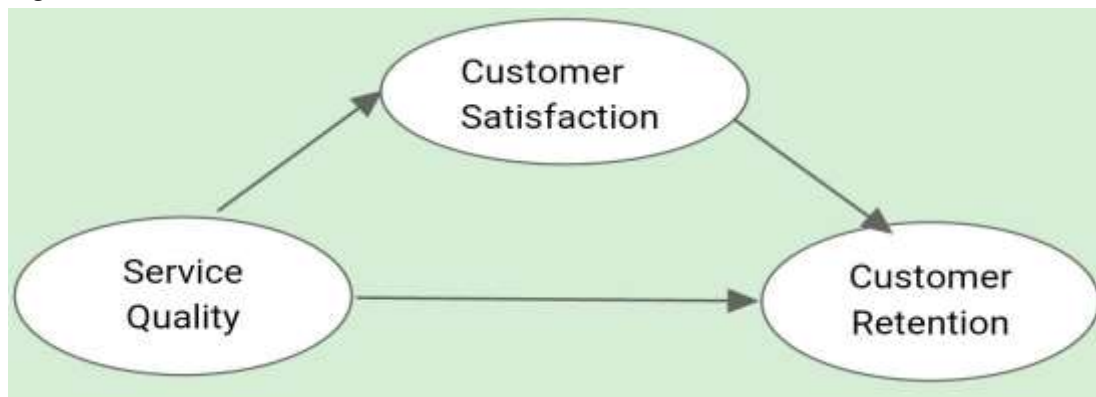 Customer
Satisfaction
Service
Quality
Customer
Retention